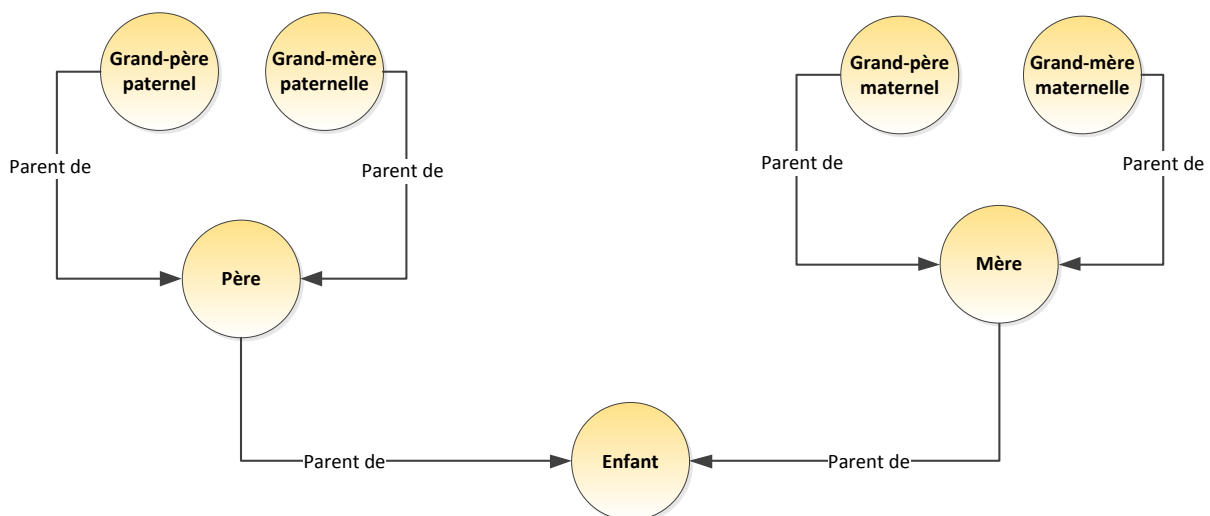 Grand-père
paternel
Grand-mère
paternelle
Grand-père
maternel
Grand-mère
maternelle
Parent de
Parent de
Parent de
Parent de
Père
Mère
Parent de
Enfant
Parent de